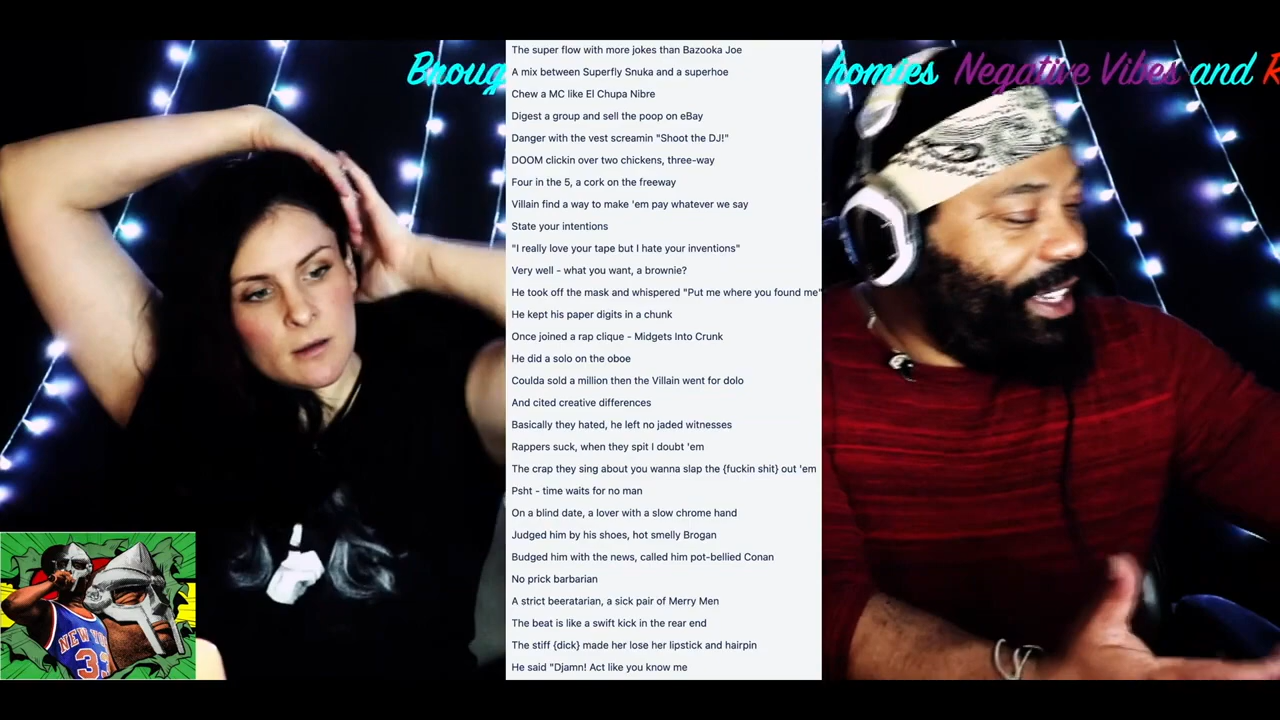 Bnoug
homies Negative Vibes and R
The super flow with more jokes than Bazooka Joe
A mix between Superfly Snuka and a superhoe
Chew a MC like El Chupa Nibre
Digest a group and sell the poop on eBay
Danger with the vest screamin "Shoot the DJ!"
DOOM clickin over two chickens, three-way
Four in the 5, a cork on the freeway
Villain find a way to make 'em pay whatever we say
State your intentions
"I really love your tape but I hate your inventions"
Very well - what you want, a brownie?
He took off the mask and whispered "Put me where you found me"
He kept his paper digits in a chunk
Once joined a rap clique - Midgets Into Crunk
He did a solo on the oboe
Coulda sold a million then the Villain went for dolo
And cited creative differences
Basically they hated, he left no jaded witnesses
Rappers suck, when they spit I doubt 'em
The crap they sing about you wanna slap the {fuckin shit} out 'em
Psht - time waits for no man
On a blind date, a lover with a slow chrome hand
Judged him by his shoes, hot smelly Brogan
Budged him with the news, called him pot-bellied Conan
No prick barbarian
A strict beeratarian, a sick pair of Merry Men
The beat is like a swift kick in the rear end
The stiff {dick} made her lose her lipstick and hairpin
He said "Djamn! Act like you know me
NEW YO
33